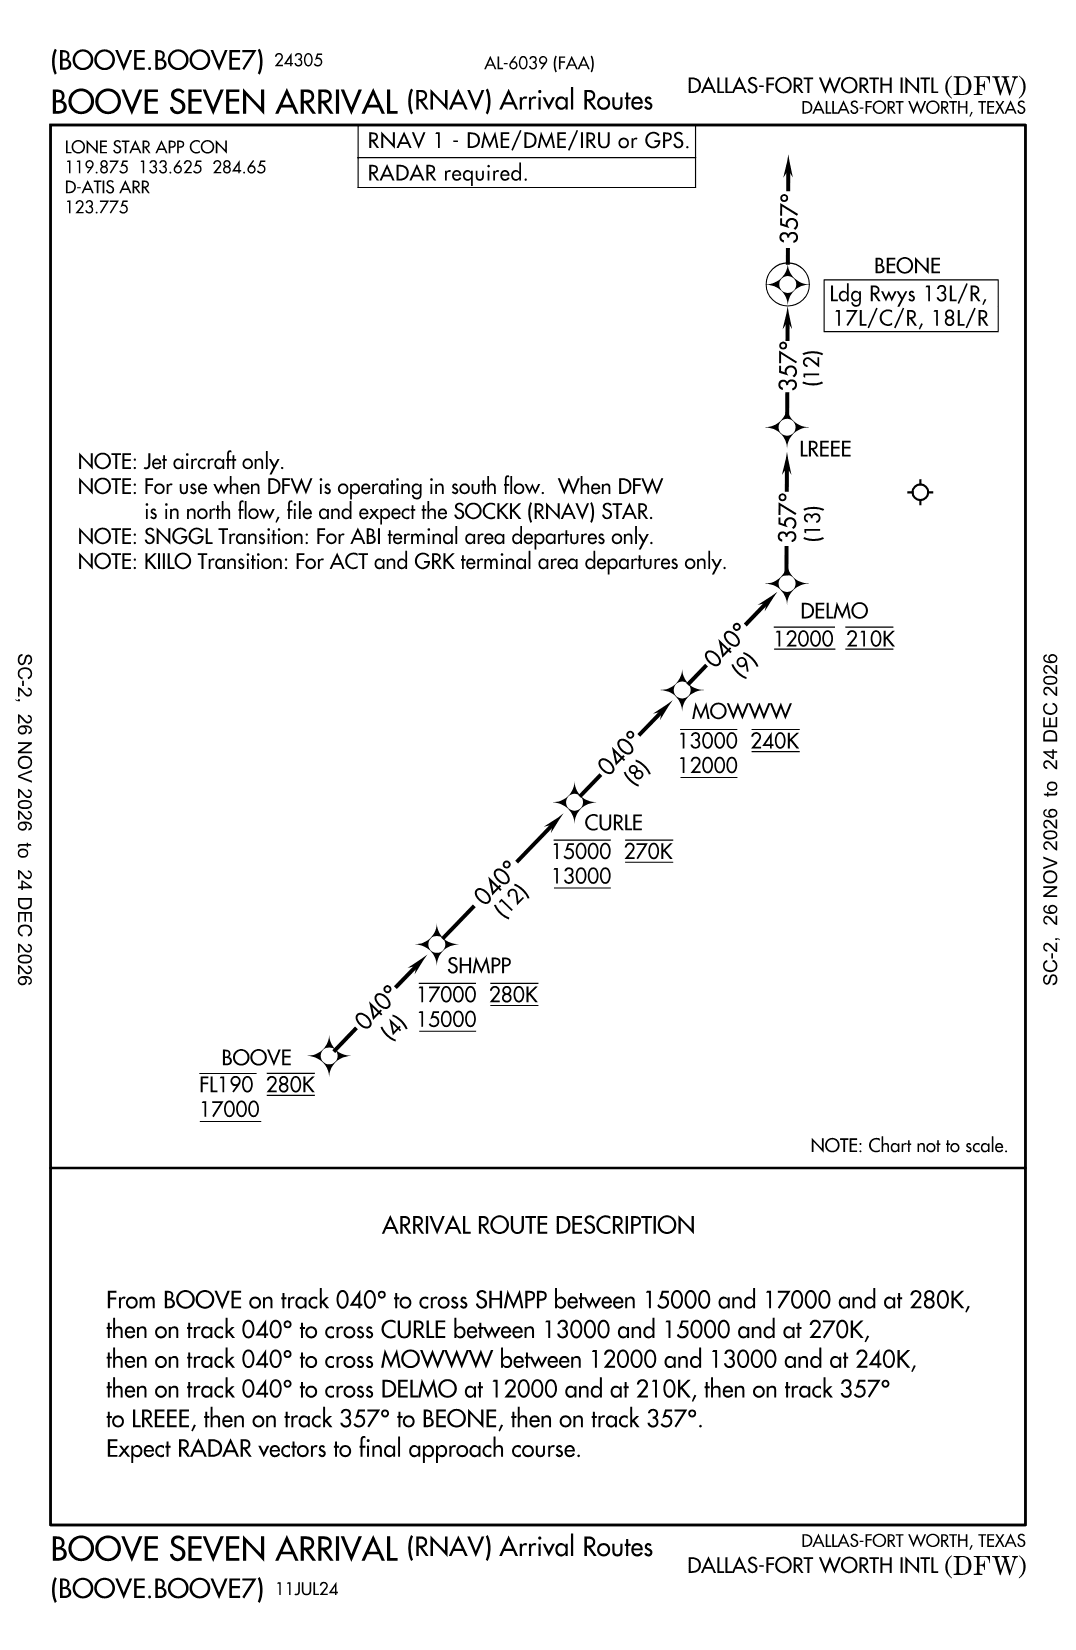 (BOOVE.BOOVE7) 24305
AL-6039 (FAA)
DALLAS-FORT WORTH INTL (DFW)
BOOVE SEVEN ARRIVAL (RNAV) Arrival Routes
DALLAS-FORT WORTH, TEXAS
LONE STAR APP CON
119.875 133.625 284.65
D-ATIS ARR
123.775
RNAV 1 - DME/DME/IRU or GPS.
RADAR required.
357°
BEONE
Ldg Rwys 13L/R,
17L/C/R, 18L/R
357°
(12)
LREEE
NOTE: Jet aircraft only.
NOTE: For use when DFW is operating in south flow. When DFW
is in north flow, file and expect the SOCKK (RNAV) STAR.
NOTE: SNGGL Transition: For ABI terminal area departures only.
NOTE: KIILO Transition: For ACT and GRK terminal area departures only.
357°
(13)
DELMO
12000 210K
040°
(9)
MOWWW
13000 240K
12000
040°
(8)
CURLE
15000 270K
13000
040°
(12)
SHMPP
17000 280K
15000
040°
(4)
BOOVE
FL190 280K
17000
NOTE: Chart not to scale.
SC-2, 26 NOV 2026 to 24 DEC 2026
SC-2, 26 NOV 2026 to 24 DEC 2026
ARRIVAL ROUTE DESCRIPTION
From BOOVE on track 040° to cross SHMPP between 15000 and 17000 and at 280K,
then on track 040° to cross CURLE between 13000 and 15000 and at 270K,
then on track 040° to cross MOWWW between 12000 and 13000 and at 240K,
then on track 040° to cross DELMO at 12000 and at 210K, then on track 357°
to LREEE, then on track 357° to BEONE, then on track 357°.
Expect RADAR vectors to final approach course.
BOOVE SEVEN ARRIVAL (RNAV) Arrival Routes
DALLAS-FORT WORTH, TEXAS
DALLAS-FORT WORTH INTL (DFW)
(BOOVE.BOOVE7) 11JUL24